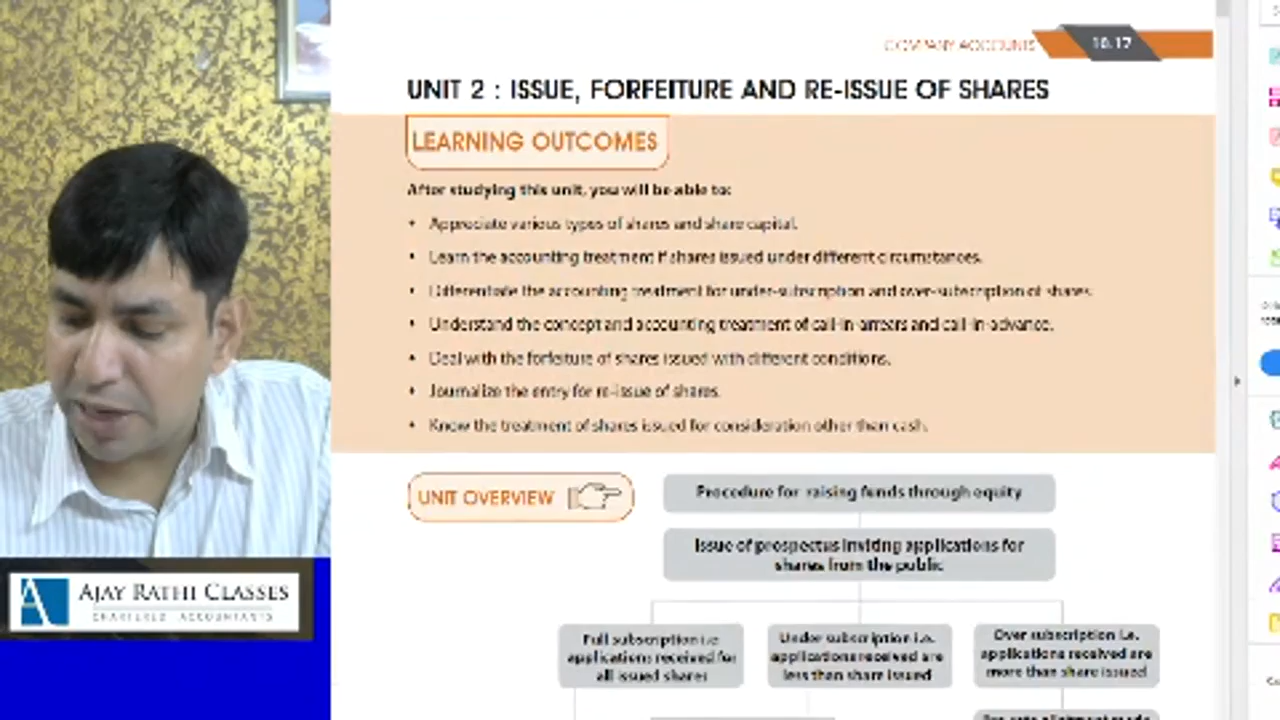 COMPANY ACCOUNTS
10.17
UNIT 2 : ISSUE, FORFEITURE AND RE-ISSUE OF SHARES
LEARNING OUTCOMES
After studying this unit, you will be able to:
• Appreciate various types of shares and share capital.
• Learn the accounting treatment if shares issued under different circumstances.
• Differentiate the accounting treatment for under-subscription and over-subscription of shares
• Understand the concept and accounting treatment of call-in-arrears and call-in-advance.
• Deal with the forfeiture of shares issued with different conditions.
• Journalize the entry for re-issue of shares.
• Know the treatment of shares issued for consideration other than cash.
UNIT OVERVIEW
Procedure for raising funds through equity
Issue of prospectus inviting applications for
shares from the public
Full subscription i.e
applications received for
all issued shares
Under subscription i.e.
applications received are
less than share issued
Over subscription i.e.
applications received are
more than share issued
AJAY RATHI CLASSES
CHARTERED ACCOUNTANTS